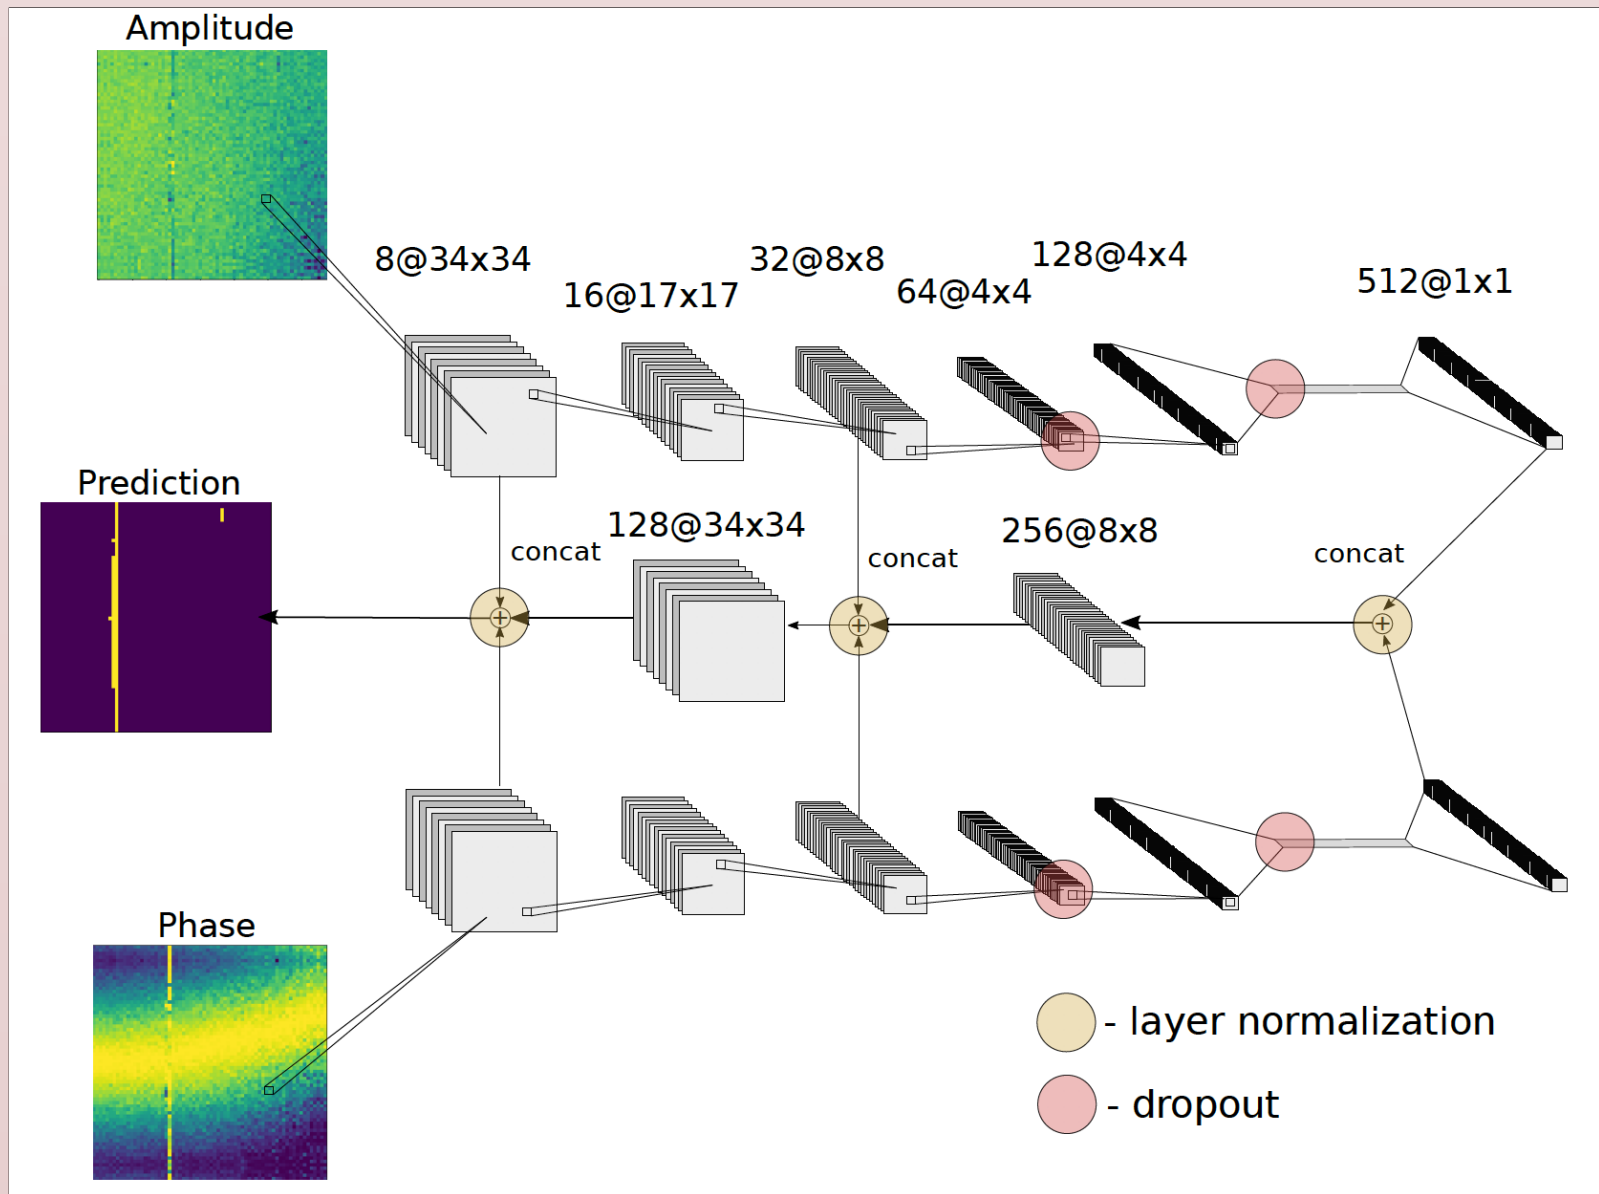 Amplitude
8@34x34
16@17x17
32@8x8
64@4x4
128@4x4
512@1x1
Prediction
concat
128@34x34
concat
256@8x8
concat
Phase
- layer normalization
- dropout